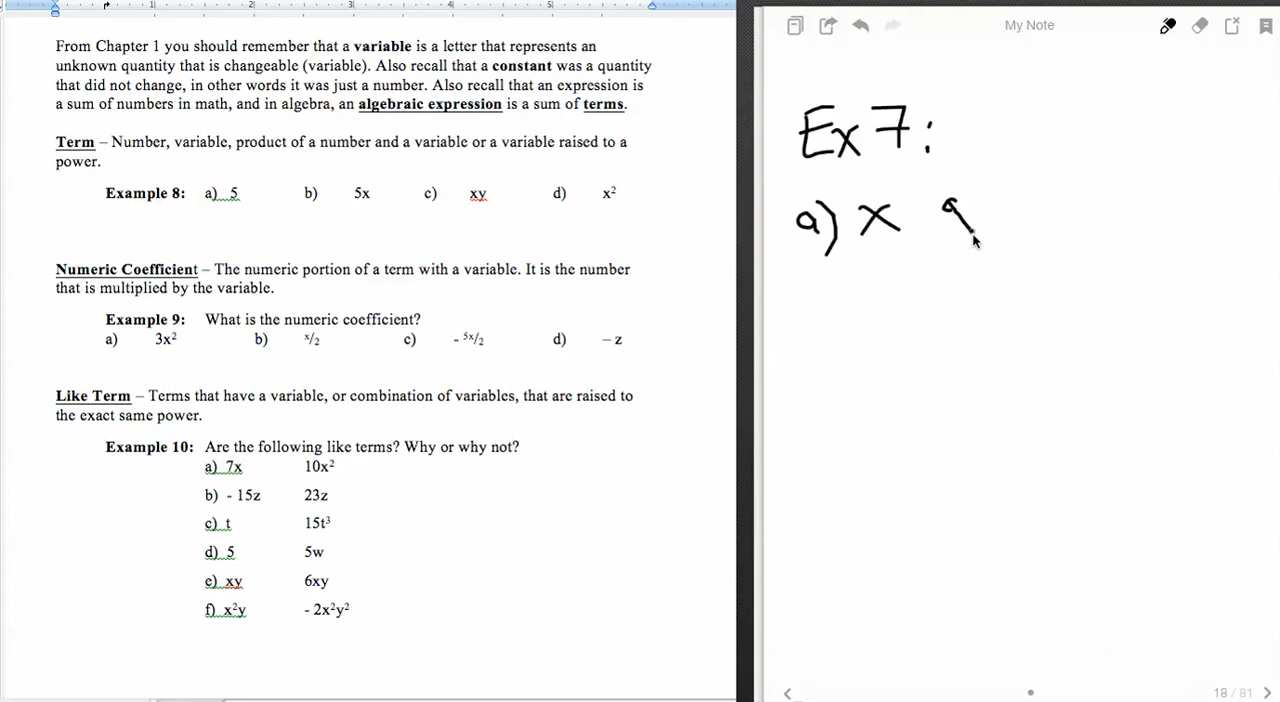 1 2 3 4 5
From Chapter 1 you should remember that a variable is a letter that represents an
unknown quantity that is changeable (variable). Also recall that a constant was a quantity
that did not change, in other words it was just a number. Also recall that an expression is
a sum of numbers in math, and in algebra, an algebraic expression is a sum of terms.
Term – Number, variable, product of a number and a variable or a variable raised to a
power.
Example 8: a) 5 b) 5x c) xy d) x²
Numeric Coefficient – The numeric portion of a term with a variable. It is the number
that is multiplied by the variable.
Example 9: What is the numeric coefficient?
a) 3x² b) x/2 c) - 5x/2 d) – z
Like Term – Terms that have a variable, or combination of variables, that are raised to
the exact same power.
Example 10: Are the following like terms? Why or why not?
a) 7x 10x²
b) - 15z 23z
c) t 15t³
d) 5 5w
e) xy 6xy
f) x²y - 2x²y²
My Note
Ex 7:
a) x
18 / 81